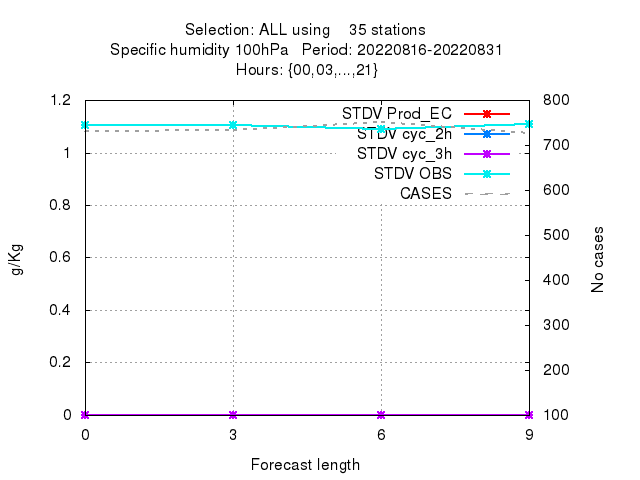 Selection: ALL using 35 stations
Specific humidity 100hPa Period: 20220816-20220831
Hours: {00,03,...,21}
1.2 800
STDV Prod_EC
STDV cyc_2h
700
1 STDV cyc_3h
STDV OBS
CASES 600
0.8
0.6 500
g/Kg No cases
0.4 400
300
0.2 200
0 100
0 3 6 9
Forecast length